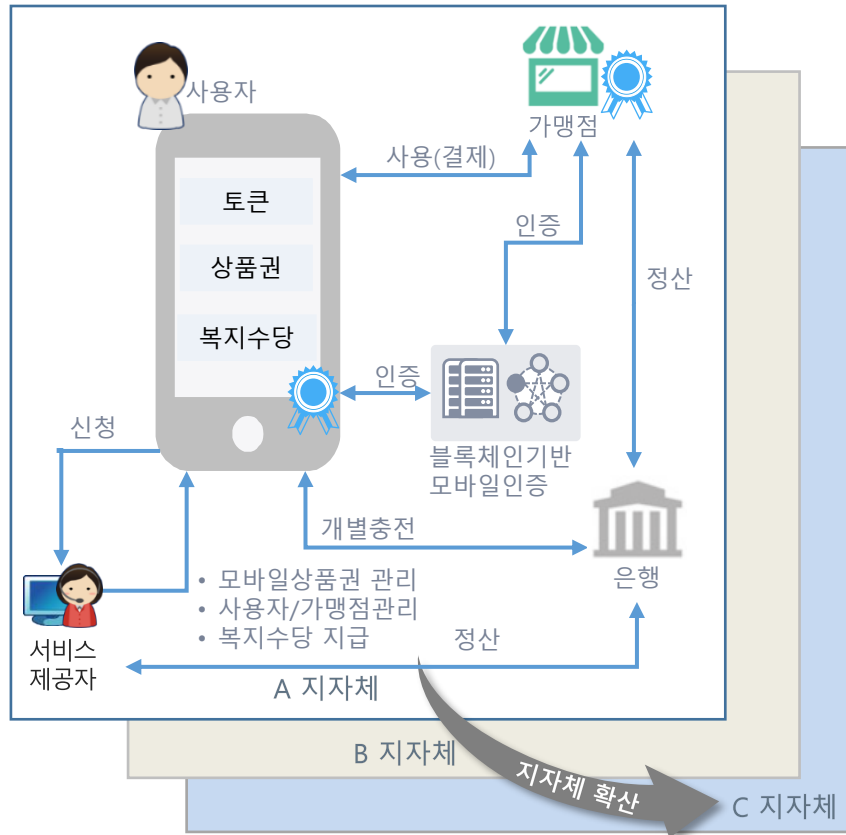 사용자
가맹점
사용(결제)
토큰
인증
상품권
정산
복지수당
인증
신청
블록체인기반
모바일인증
개별충전
은행
• 모바일상품권 관리
• 사용자/가맹점관리
• 복지수당 지급
서비스
제공자
정산
A 지자체
B 지자체
지자체 확산
C 지자체